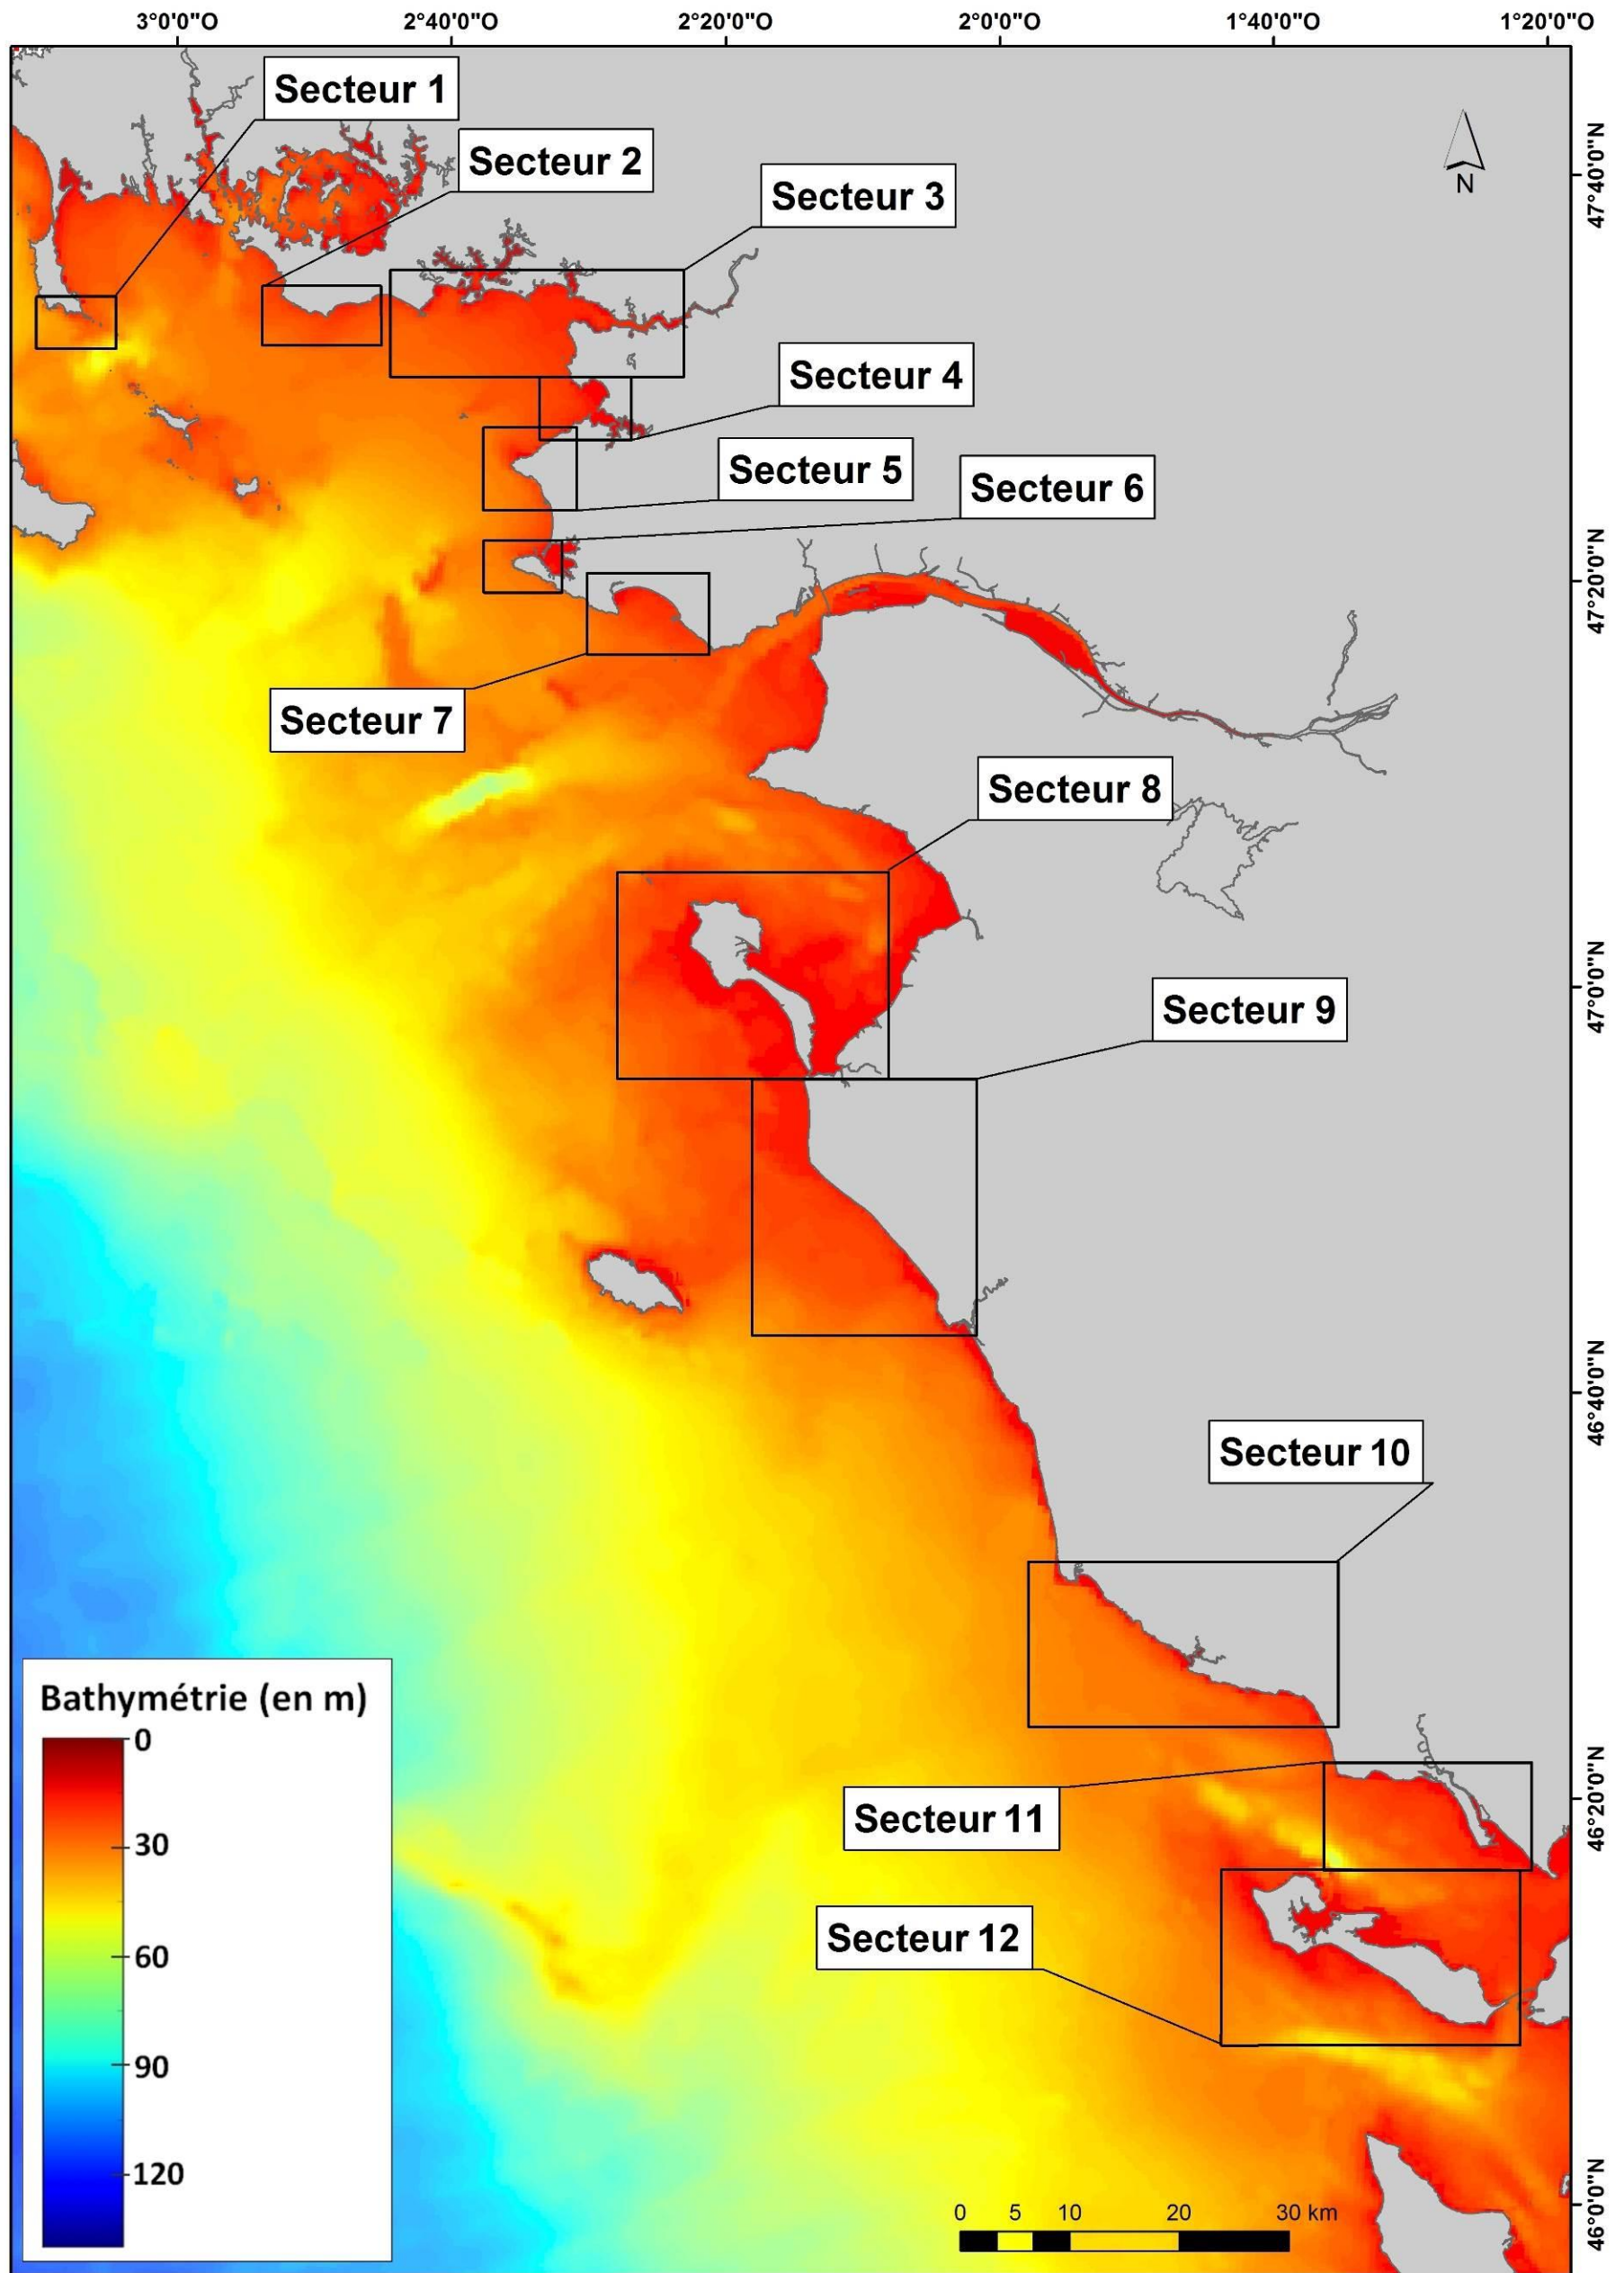 3°0'0"O 2°40'0"O 2°20'0"O 2°0'0"O 1°40'0"O 1°20'0"O
Secteur 1
Secteur 2
Secteur 3
N
47°40'0"N
Secteur 4
Secteur 5
Secteur 6
47°20'0"N
Secteur 7
Secteur 8
47°0'0"N
Secteur 9
46°40'0"N
Secteur 10
46°20'0"N
Secteur 11
Secteur 12
Bathymétrie (en m)
0
30
60
90
120
0 5 10 20 30 km
46°0'0"N